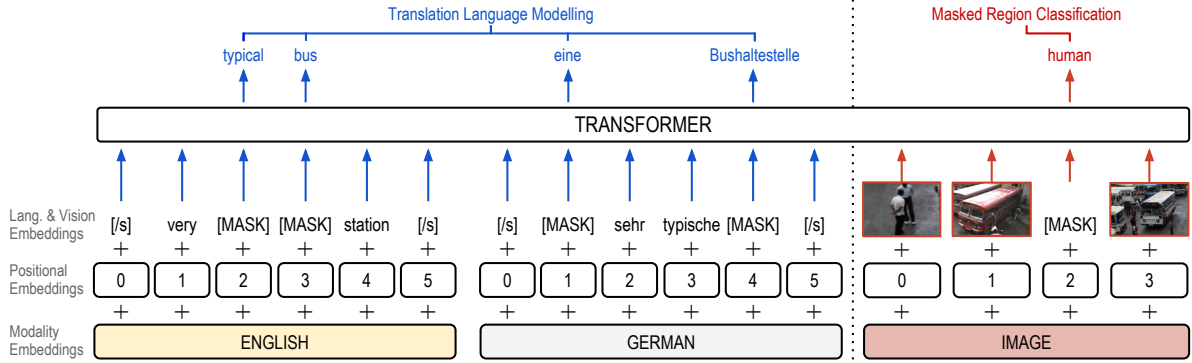 Translation Language Modelling
Masked Region Classification
typical bus eine Bushaltestelle human
TRANSFORMER
Lang. & Vision
Embeddings
[/s] very [MASK] [MASK] station [/s] [/s] [MASK] sehr typische [MASK] [/s] [MASK]
+ + + + + + + + + + + + + + + +
Positional
Embeddings
0 1 2 3 4 5 0 1 2 3 4 5 0 1 2 3
+ + + + + + + + + + + + + + + +
Modality
Embeddings
ENGLISH GERMAN IMAGE